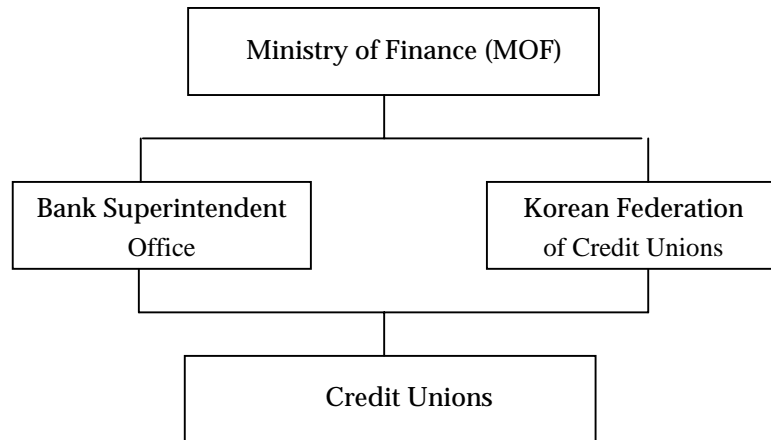 Ministry of Finance (MOF)
Bank Superintendent
Office
Korean Federation
of Credit Unions
Credit Unions